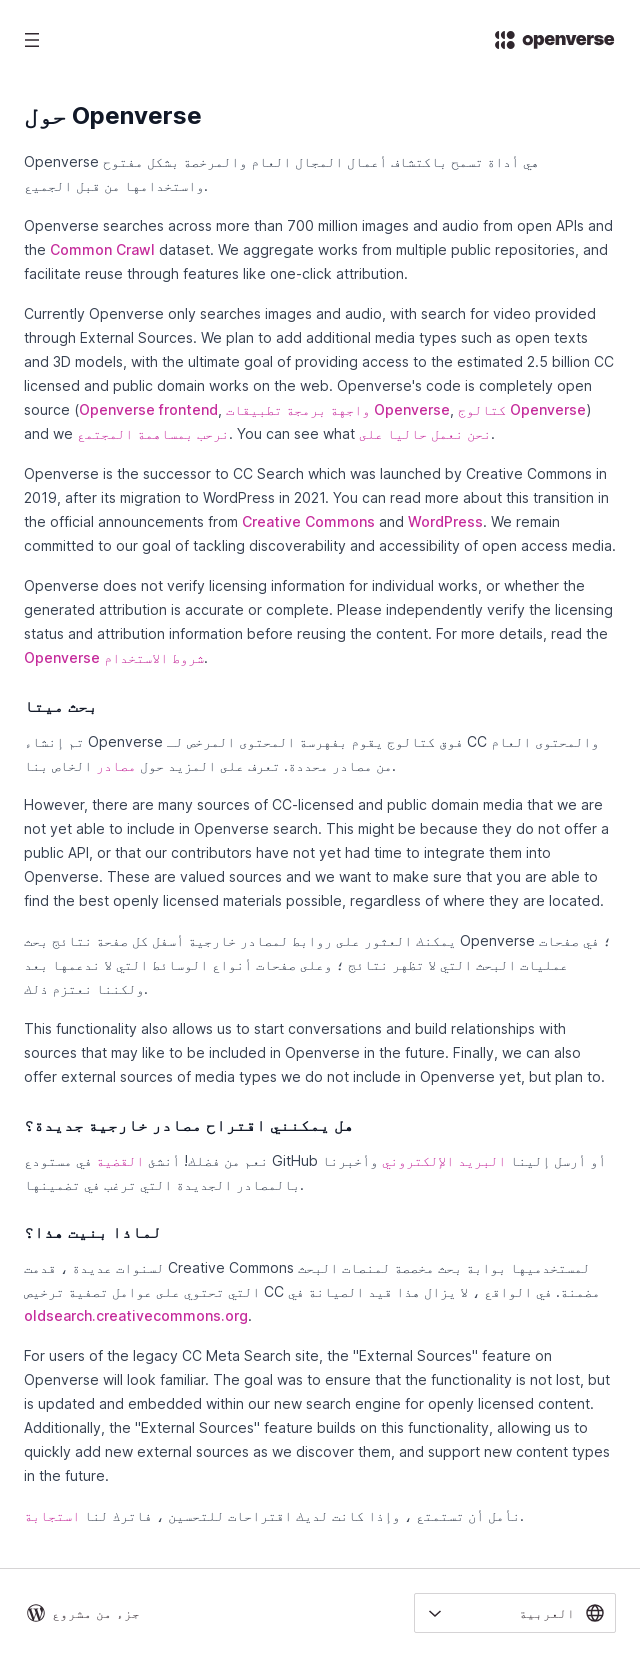 openverse
حول Openverse
Openverse هي أداة تسمح باكتشاف أعمال المجال العام والمرخصة بشكل مفتوح
واستخدامها من قبل الجميع.
Openverse searches across more than 700 million images and audio from open APIs and
the Common Crawl dataset. We aggregate works from multiple public repositories, and
facilitate reuse through features like one-click attribution.
Currently Openverse only searches images and audio, with search for video provided
through External Sources. We plan to add additional media types such as open texts
and 3D models, with the ultimate goal of providing access to the estimated 2.5 billion CC
licensed and public domain works on the web. Openverse's code is completely open
source (Openverse frontend, واجهة برمجة تطبيقات Openverse, كتالوج Openverse)
and we نرحب بمساهمة المجتمع. You can see what نحن نعمل حاليا على.
Openverse is the successor to CC Search which was launched by Creative Commons in
2019, after its migration to WordPress in 2021. You can read more about this transition in
the official announcements from Creative Commons and WordPress. We remain
committed to our goal of tackling discoverability and accessibility of open access media.
Openverse does not verify licensing information for individual works, or whether the
generated attribution is accurate or complete. Please independently verify the licensing
status and attribution information before reusing the content. For more details, read the
Openverse شروط الاستخدام.
بحث ميتا
تم إنشاء Openverse فوق كتالوج يقوم بفهرسة المحتوى المرخص لـ CC والمحتوى العام
من مصادر محددة. تعرف على المزيد حول مصادر الخاص بنا.
However, there are many sources of CC-licensed and public domain media that we are
not yet able to include in Openverse search. This might be because they do not offer a
public API, or that our contributors have not yet had time to integrate them into
Openverse. These are valued sources and we want to make sure that you are able to
find the best openly licensed materials possible, regardless of where they are located.
يمكنك العثور على روابط لمصادر خارجية أسفل كل صفحة نتائج بحث Openverse ؛ في صفحات
عمليات البحث التي لا تظهر نتائج ؛ وعلى صفحات أنواع الوسائط التي لا ندعمها بعد
ولكننا نعتزم ذلك.
This functionality also allows us to start conversations and build relationships with
sources that may like to be included in Openverse in the future. Finally, we can also
offer external sources of media types we do not include in Openverse yet, but plan to.
هل يمكنني اقتراح مصادر خارجية جديدة؟
نعم من فضلك! أنشئ القضية في مستودع GitHub أو أرسل إلينا البريد الإلكتروني وأخبرنا
بالمصادر الجديدة التي ترغب في تضمينها.
لماذا بنيت هذا؟
لسنوات عديدة ، قدمت Creative Commons لمستخدميها بوابة بحث مخصصة لمنصات البحث
التي تحتوي على عوامل تصفية ترخيص CC مضمنة. في الواقع ، لا يزال هذا قيد الصيانة في
oldsearch.creativecommons.org.
For users of the legacy CC Meta Search site, the "External Sources" feature on
Openverse will look familiar. The goal was to ensure that the functionality is not lost, but
is updated and embedded within our new search engine for openly licensed content.
Additionally, the "External Sources" feature builds on this functionality, allowing us to
quickly add new external sources as we discover them, and support new content types
in the future.
نأمل أن تستمتع ، وإذا كانت لديك اقتراحات للتحسين ، فاترك لنا استجابة.
جزء من مشروع
العربية